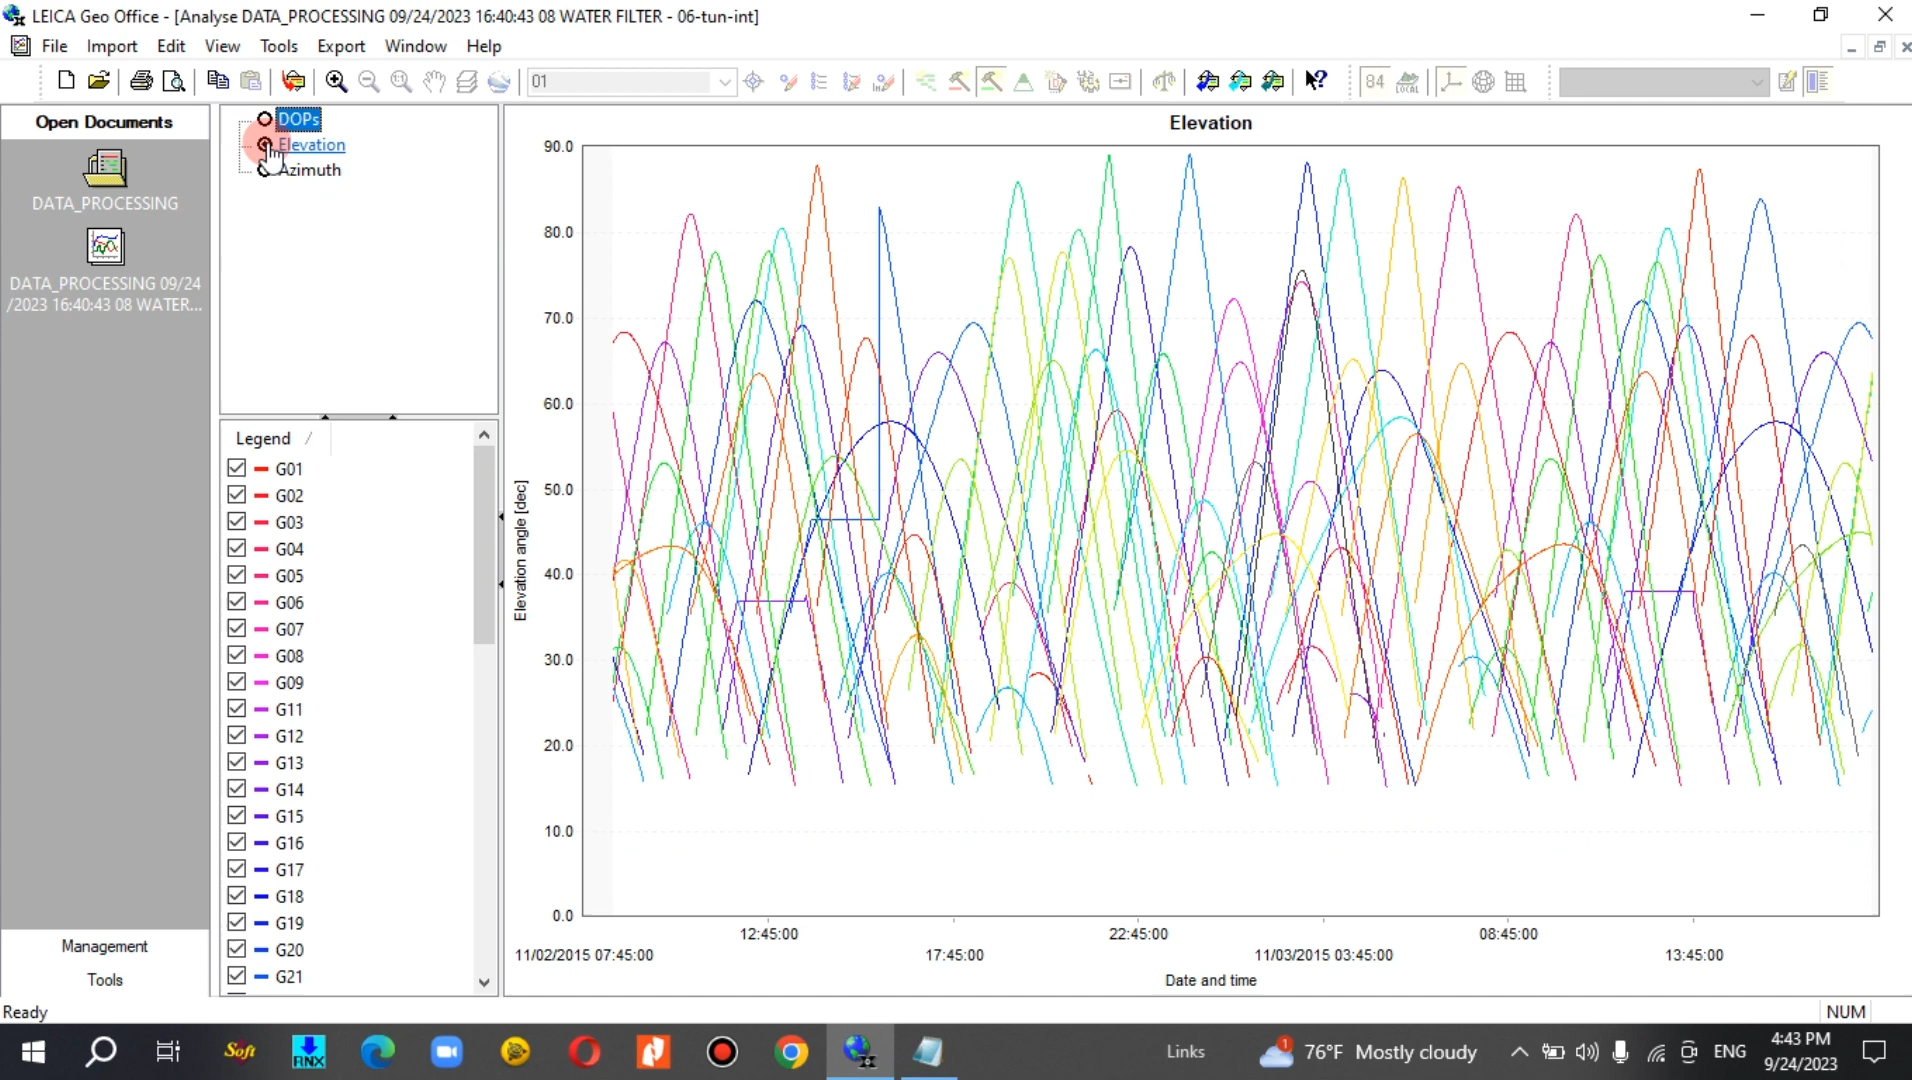 LEICA Geo Office - [Analyse DATA_PROCESSING 09/24/2023 16:40:43 08 WATER FILTER - 06-tun-int]
File Import Edit View Tools Export Window Help
01
84
LOCAL
Open Documents
DATA_PROCESSING
DATA_PROCESSING 09/24
/2023 16:40:43 08 WATER...
Management
Tools
DOPs
Elevation
Azimuth
Legend /
G01
G02
G03
G04
G05
G06
G07
G08
G09
G11
G12
G13
G14
G15
G16
G17
G18
G19
G20
G21
Elevation
90.0
80.0
70.0
60.0
50.0
40.0
30.0
20.0
10.0
0.0
Elevation angle [dec]
12:45:00 22:45:00 08:45:00
11/02/2015 07:45:00 17:45:00 11/03/2015 03:45:00 13:45:00
Date and time
Ready NUM
Soft
RNX
1
Links
76°F Mostly cloudy
ENG
4:43 PM
9/24/2023